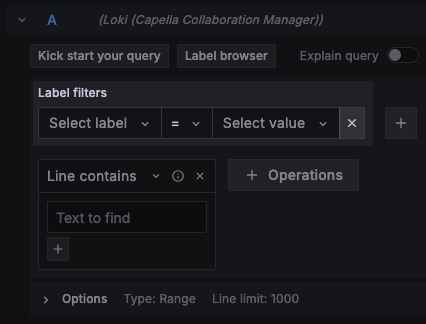 A (Loki (Capella Collaboration Manager))
Kick start your query Label browser Explain query
Label filters
Select label = Select value
Line contains
Operations
Text to find
Options Type: Range Line limit: 1000